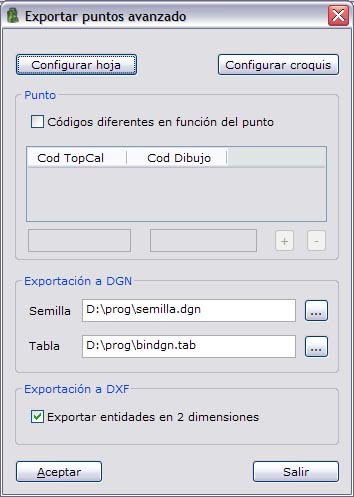 Exportar puntos avanzado
Configurar hoja
Configurar croquis
Punto
Códigos diferentes en función del punto
Cod TopCal
Cod Dibujo
+
-
Exportación a DGN
Semilla
D:\prog\semilla.dgn
...
Tabla
D:\prog\bindgn.tab
...
Exportación a DXF
Exportar entidades en 2 dimensiones
Aceptar
Salir